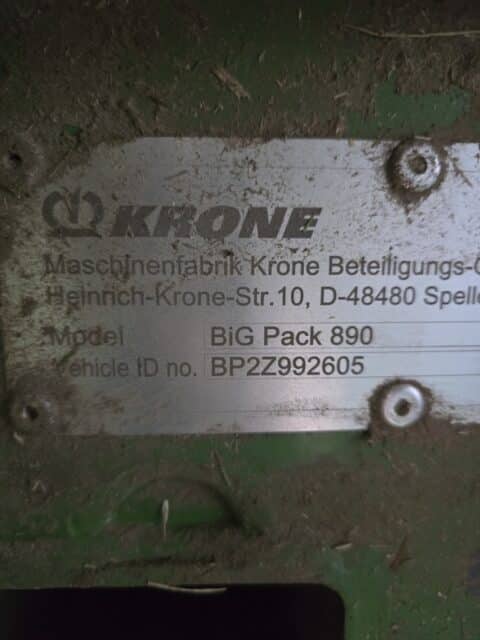 KRONE
Maschinenfabrik Krone Beteiligungs-
Heinrich-Krone-Str.10, D-48480 Spelle
Model BiG Pack 890
Vehicle ID no. BP2Z992605